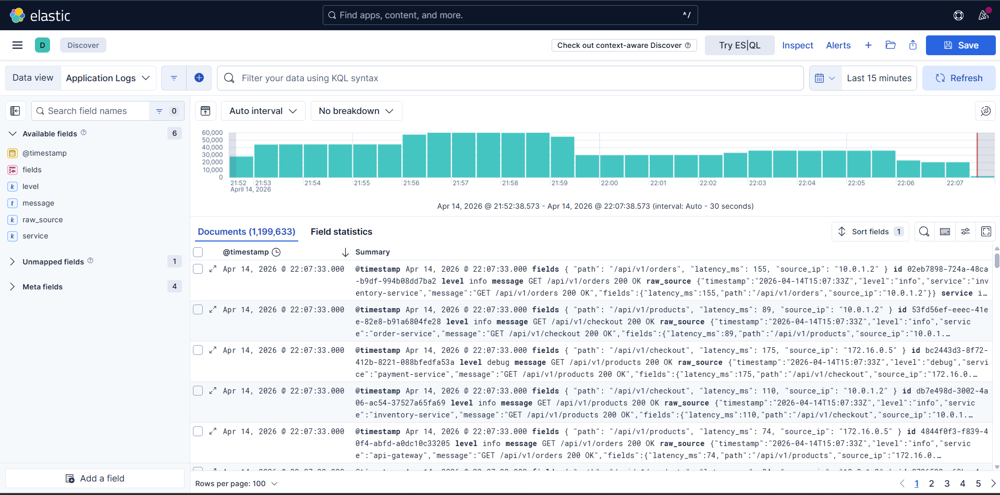 elastic
Find apps, content, and more.
^/
D
Discover
Check out context-aware Discover
Try ES|QL
Inspect
Alerts
Save
Data view
Application Logs
Filter your data using KQL syntax
Last 15 minutes
Refresh
Search field names
0
Auto interval
No breakdown
Available fields
6
@timestamp
fields
level
message
raw_source
service
Unmapped fields
1
Meta fields
4
60,000
50,000
40,000
30,000
20,000
10,000
0
21:52 21:53 21:54 21:55 21:56 21:57 21:58 21:59 22:00 22:01 22:02 22:03 22:04 22:05 22:06 22:07
April 14, 2026
Apr 14, 2026 @ 21:52:38.573 - Apr 14, 2026 @ 22:07:38.573 (interval: Auto - 30 seconds)
Documents (1,199,633)
Field statistics
Sort fields 1
@timestamp
Summary
Apr 14, 2026 @ 22:07:33.000
@timestamp Apr 14, 2026 @ 22:07:33.000 fields { "path": "/api/v1/orders", "latency_ms": 155, "source_ip": "10.0.1.2" } id 02eb7898-724a-48ca
-b9df-994b08dd7ba2 level info message GET /api/v1/orders 200 OK raw_source {"timestamp":"2026-04-14T15:07:33Z","level":"info","service":"inv
entory-service","message":"GET /api/v1/orders 200 OK","fields":{"latency_ms":155,"path":"/api/v1/orders","source_ip":"10.0.1.2"}} service i…
Apr 14, 2026 @ 22:07:33.000
@timestamp Apr 14, 2026 @ 22:07:33.000 fields { "path": "/api/v1/products", "latency_ms": 89, "source_ip": "10.0.1.2" } id 53fd56ef-eeec-41e
e-82e8-b91a6804fe28 level info message GET /api/v1/checkout 200 OK raw_source {"timestamp":"2026-04-14T15:07:33Z","level":"info","servic
e":"order-service","message":"GET /api/v1/checkout 200 OK","fields":{"latency_ms":89,"path":"/api/v1/products","source_ip":"10.0.1.…
Apr 14, 2026 @ 22:07:33.000
@timestamp Apr 14, 2026 @ 22:07:33.000 fields { "path": "/api/v1/checkout", "latency_ms": 175, "source_ip": "172.16.0.5" } id bc2443d3-8f72-
412b-8221-088bfedfa53a level debug message GET /api/v1/products 200 OK raw_source {"timestamp":"2026-04-14T15:07:33Z","level":"debug","servi
ce":"payment-service","message":"GET /api/v1/products 200 OK","fields":{"latency_ms":175,"path":"/api/v1/checkout","source_ip":"172.16.0.…
Apr 14, 2026 @ 22:07:33.000
@timestamp Apr 14, 2026 @ 22:07:33.000 fields { "path": "/api/v1/checkout", "latency_ms": 110, "source_ip": "10.0.1.2" } id db7e498d-3002-4a
06-ac54-37527a65fa69 level info message GET /api/v1/products 200 OK raw_source {"timestamp":"2026-04-14T15:07:33Z","level":"info","servic
e":"inventory-service","message":"GET /api/v1/products 200 OK","fields":{"latency_ms":110,"path":"/api/v1/checkout","source_ip":"10.0.1.…
Apr 14, 2026 @ 22:07:33.000
@timestamp Apr 14, 2026 @ 22:07:33.000 fields { "path": "/api/v1/products", "latency_ms": 74, "source_ip": "172.16.0.5" } id 4844f0f3-f839-4
0f4-abfd-a0dc10c33205 level info message GET /api/v1/orders 200 OK raw_source {"timestamp":"2026-04-14T15:07:33Z","level":"info","servic
e":"api-gateway","message":"GET /api/v1/orders 200 OK","fields":{"latency_ms":74,"path":"/api/v1/products","source_ip":"172.16.0.…
Add a field
Rows per page: 100
1 2 3 4 5